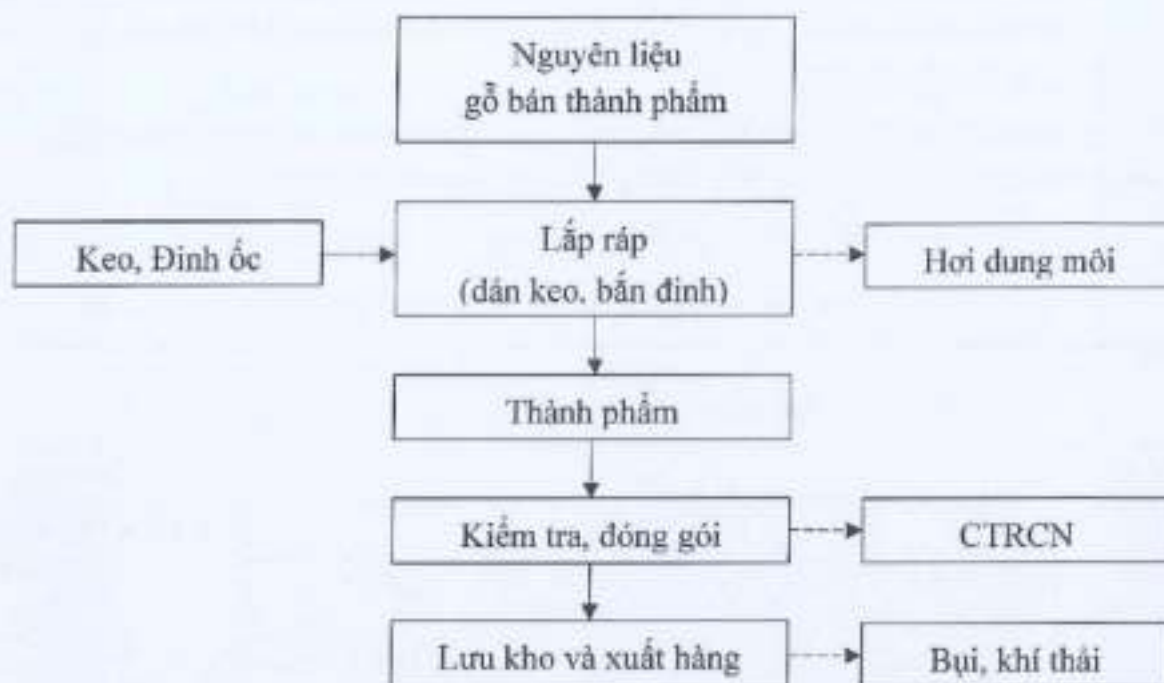 Nguyên liệu
gỗ bán thành phẩm
Keo, Đinh ốc
Lắp ráp
(dán keo, bắn đinh)
Hơi dung môi
Thành phẩm
Kiểm tra, đóng gói
CTRCN
Lưu kho và xuất hàng
Bụi, khí thải